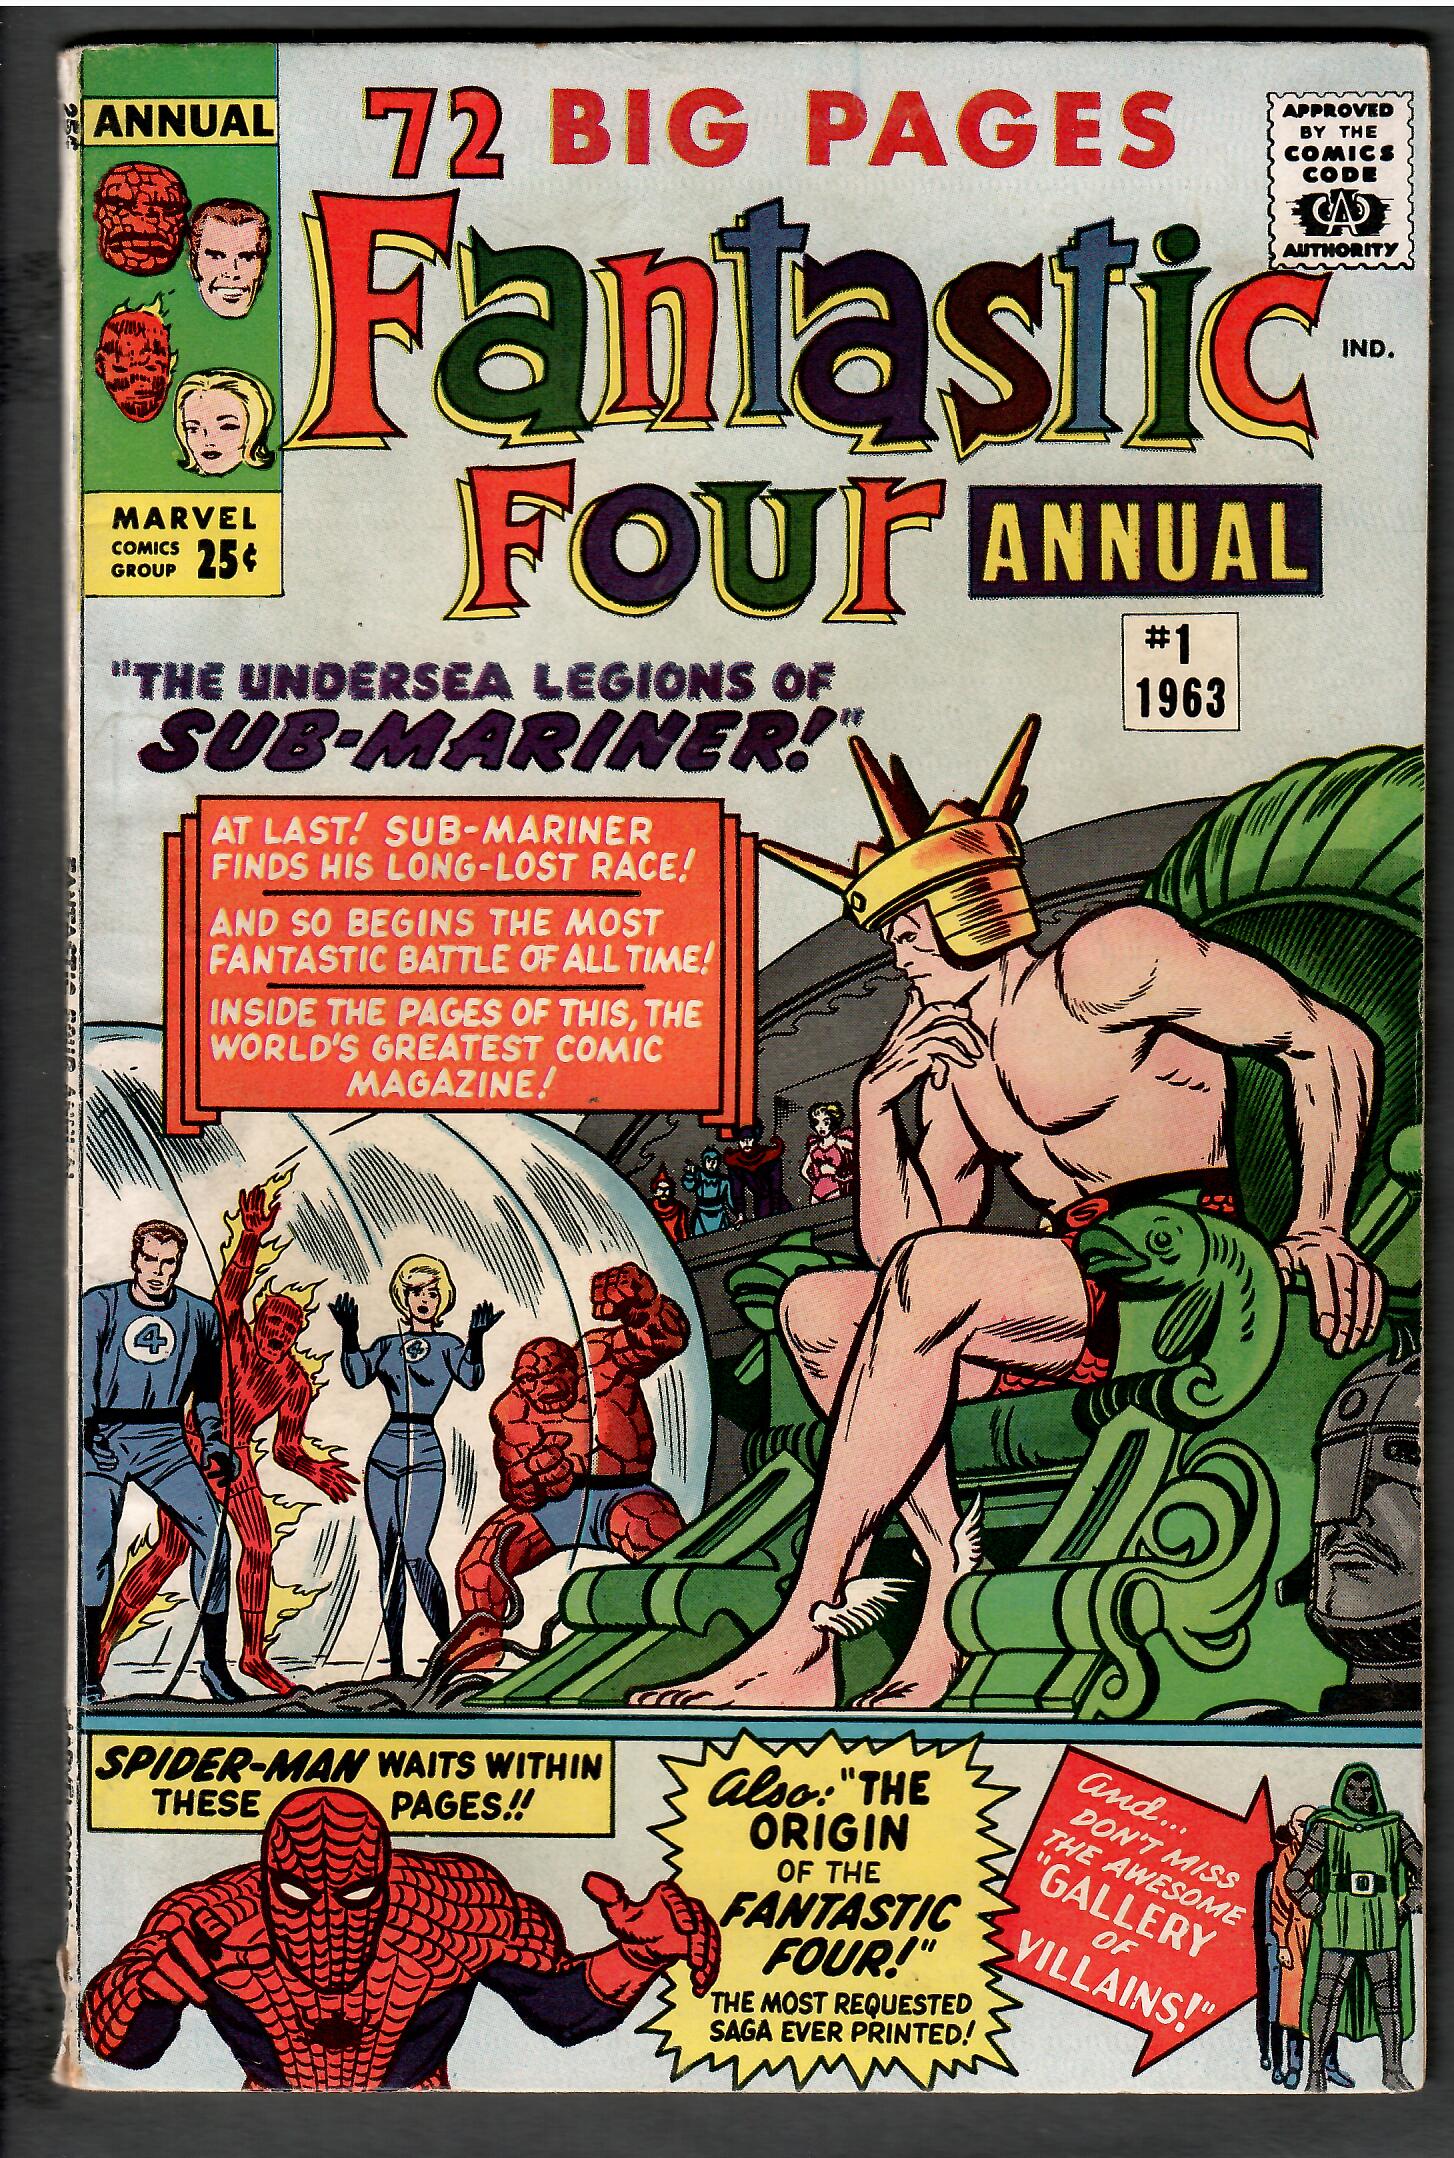 ANNUAL
MARVEL
COMICS
GROUP 25¢
72 BIG PAGES
Fantastic
Four ANNUAL
APPROVED
BY THE
COMICS
CODE
CA
AUTHORITY
IND.
#1
1963
"THE UNDERSEA LEGIONS OF
SUB-MARINER!"
AT LAST! SUB-MARINER
FINDS HIS LONG-LOST RACE!
AND SO BEGINS THE MOST
FANTASTIC BATTLE OF ALL TIME!
INSIDE THE PAGES OF THIS, THE
WORLD'S GREATEST COMIC
MAGAZINE!
4
4
SPIDER-MAN WAITS WITHIN
THESE PAGES!!
Also: "THE
ORIGIN
OF THE
FANTASTIC
FOUR!"
THE MOST REQUESTED
SAGA EVER PRINTED!
And...
DON'T MISS
THE AWESOME
"GALLERY
OF
VILLAINS!"
25¢